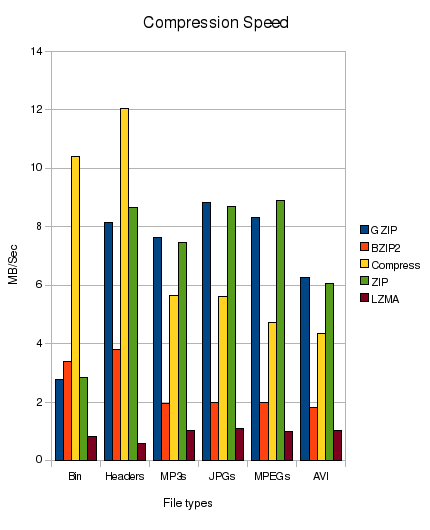 Compression Speed
14
12
10
8
6
4
2
0
MB/Sec
Bin Headers MP3s JPGs MPEGs AVI
File types
GZIP
BZIP2
Compress
ZIP
LZMA